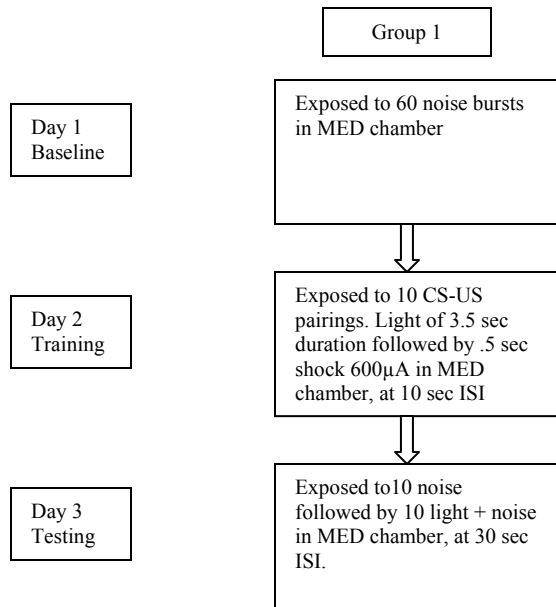 Group 1
Day 1
Baseline
Exposed to 60 noise bursts
in MED chamber
Day 2
Training
Exposed to 10 CS-US
pairings. Light of 3.5 sec
duration followed by .5 sec
shock 600µA in MED
chamber, at 10 sec ISI
Day 3
Testing
Exposed to10 noise
followed by 10 light + noise
in MED chamber, at 30 sec
ISI.